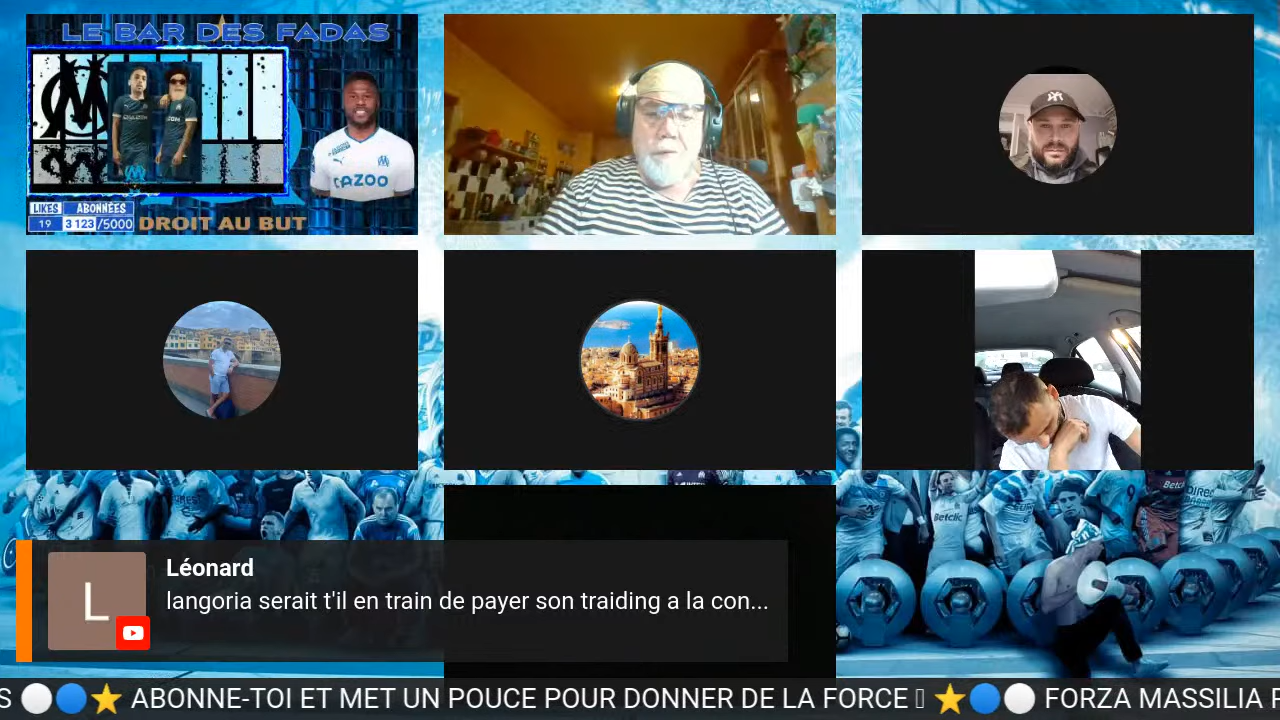 LE BAR DES FADAS
CAZOO
LIKES
ABONNÉES
19
3 123/5000
DROIT AU BUT
Betclic
Betclic
L
Léonard
langoria serait t'il en train de payer son traiding a la con...
S ⚪🔵⭐ ABONNE-TOI ET MET UN POUCE POUR DONNER DE LA FORCE ⭐🔵⚪ FORZA MASSILIA F